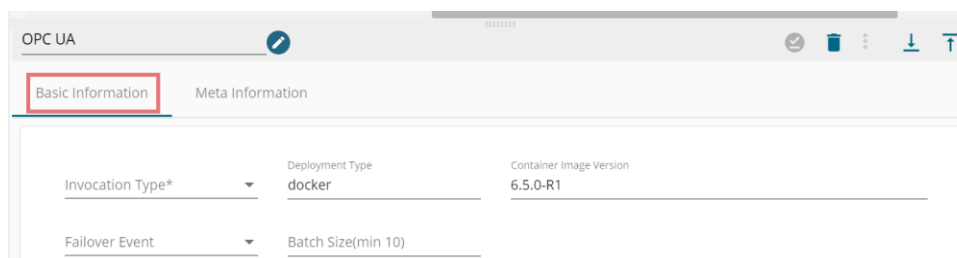 OPC UA
Basic Information Meta Information
Deployment Type Container Image Version
Invocation Type* docker 6.5.0-R1
Failover Event Batch Size(min 10)